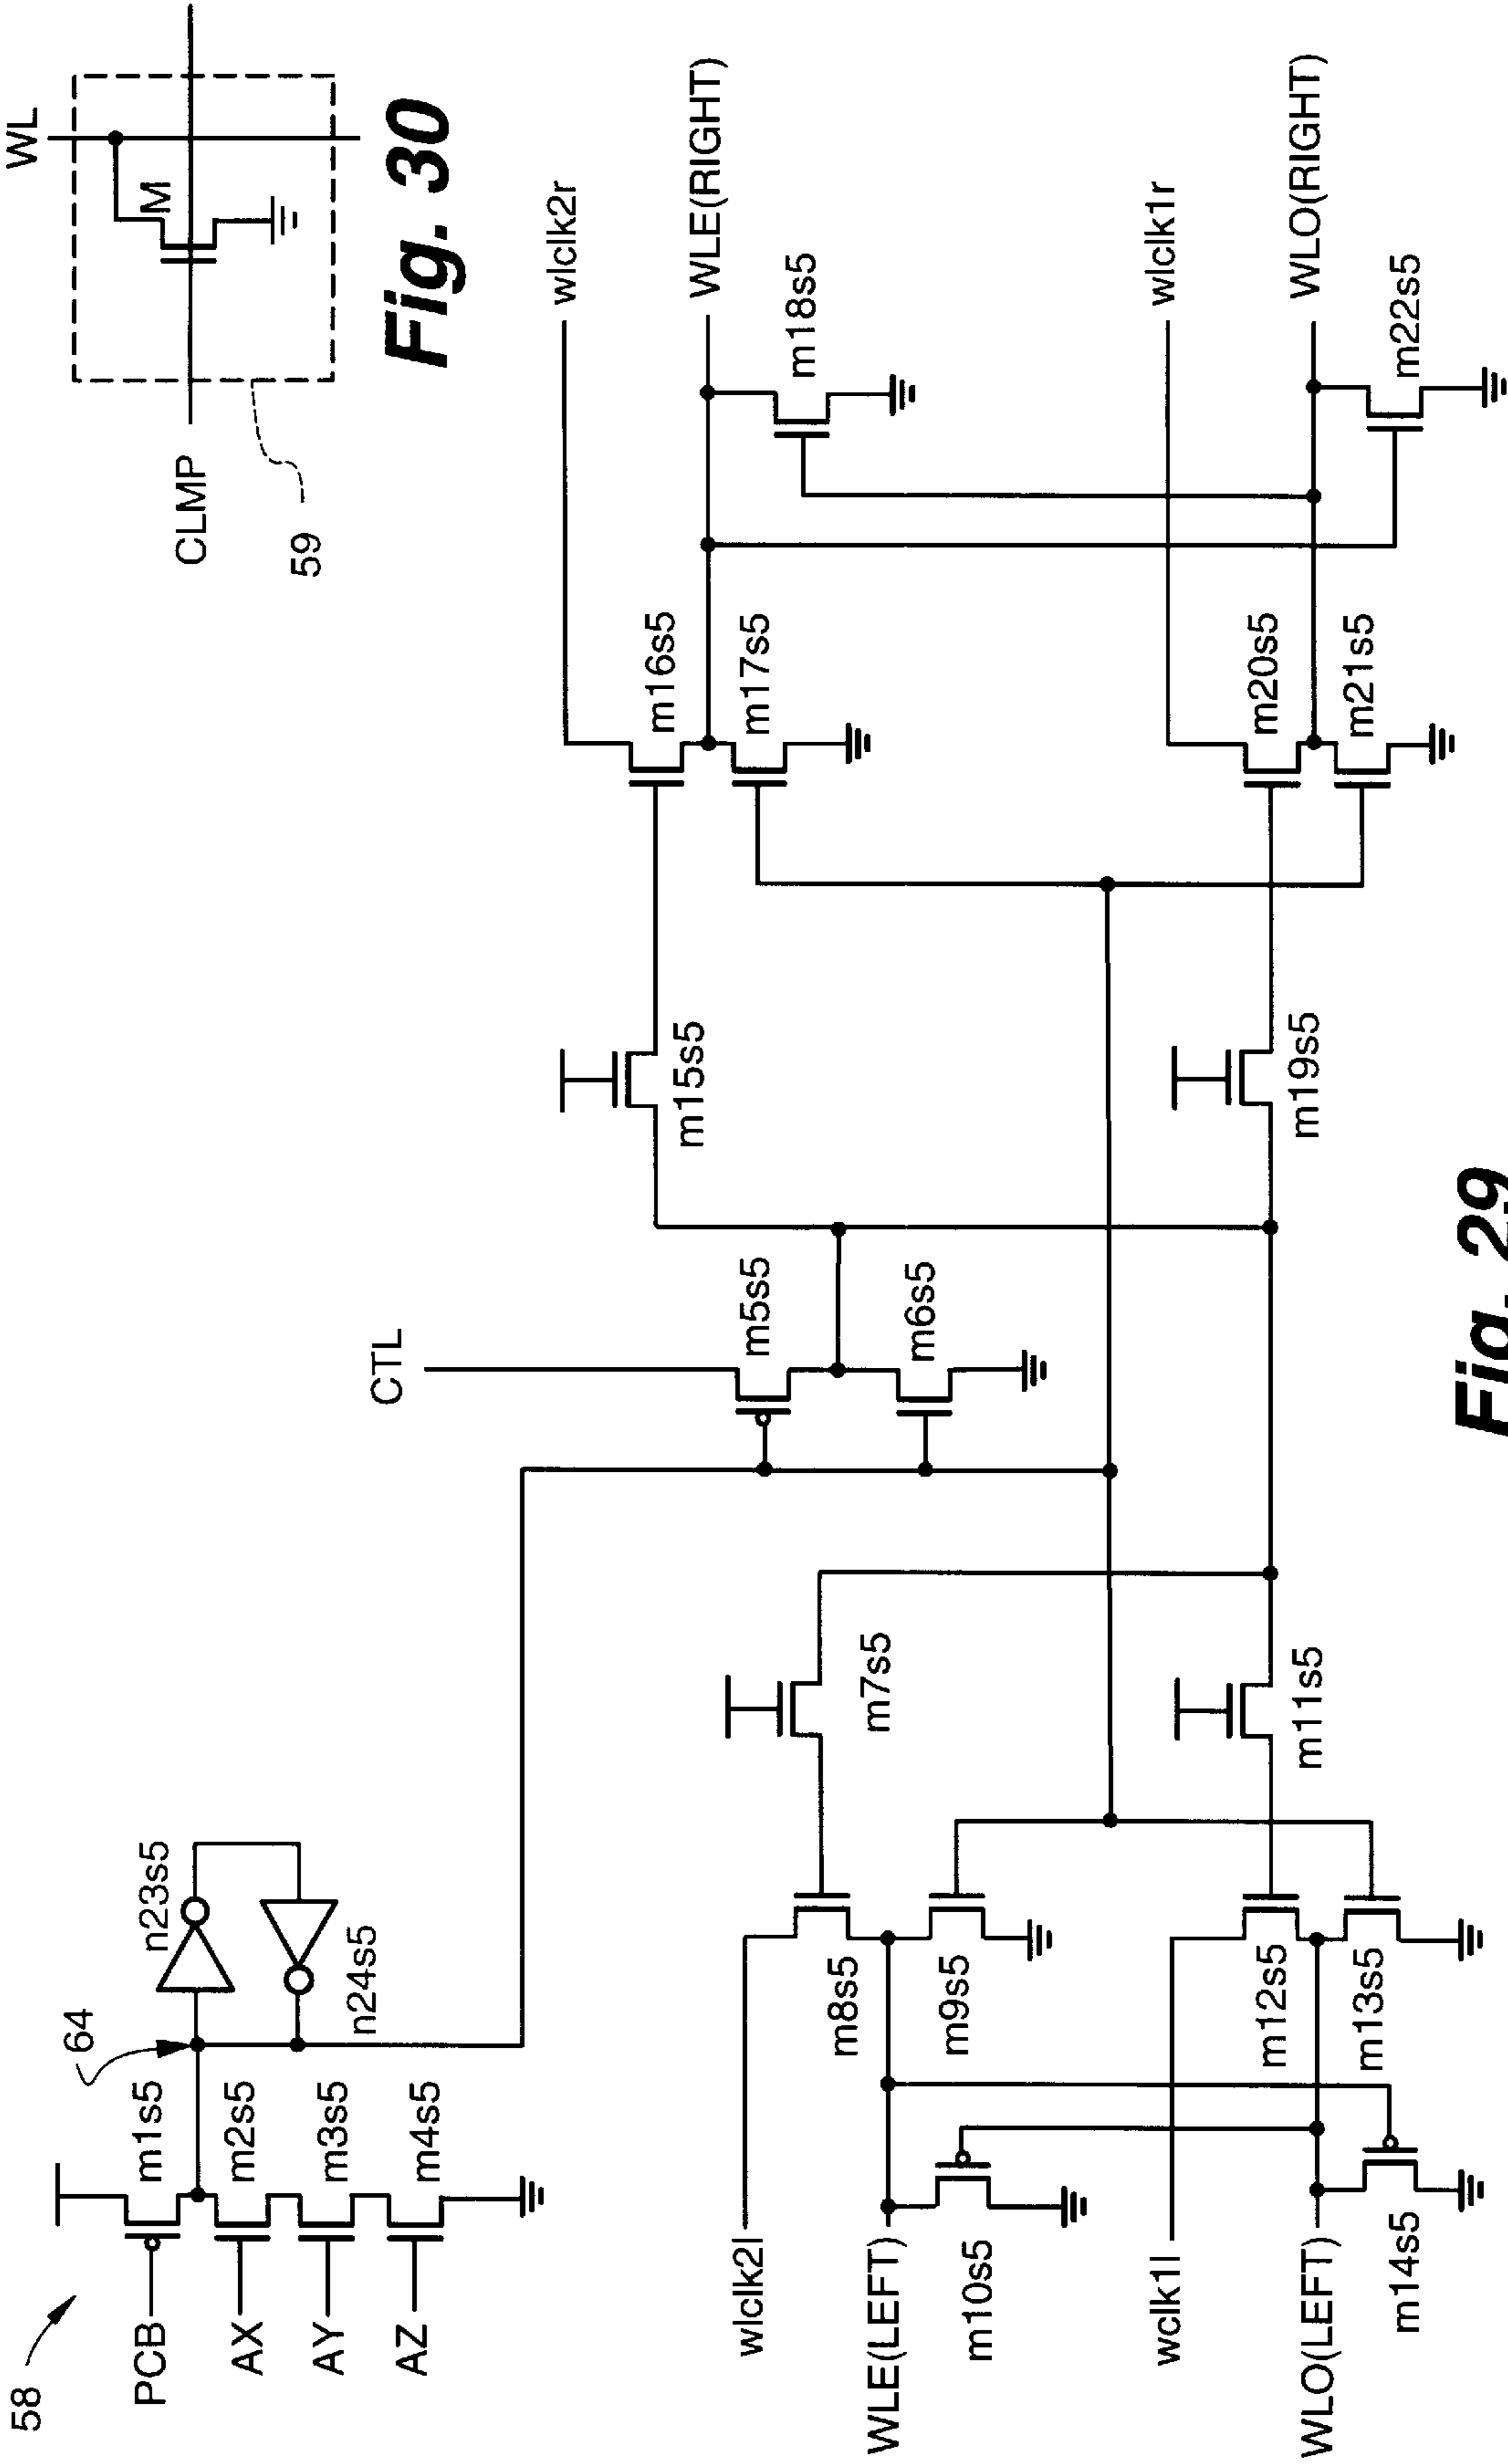 58
PCB
AX
AY
AZ
m1s5
m2s5
m3s5
m4s5
64
n23s5
n24s5
CTL
m5s5
m6s5
wlclk2l
WLE(LEFT)
m10s5
wclk1l
WLO(LEFT)
m14s5
m8s5
m9s5
m12s5
m13s5
m7s5
m11s5
m15s5
m19s5
m16s5
m17s5
m20s5
m21s5
m18s5
m22s5
wlclk2r
WLE(RIGHT)
wlclk1r
WLO(RIGHT)
Fig. 29
WL
M
CLMP
59
Fig. 30